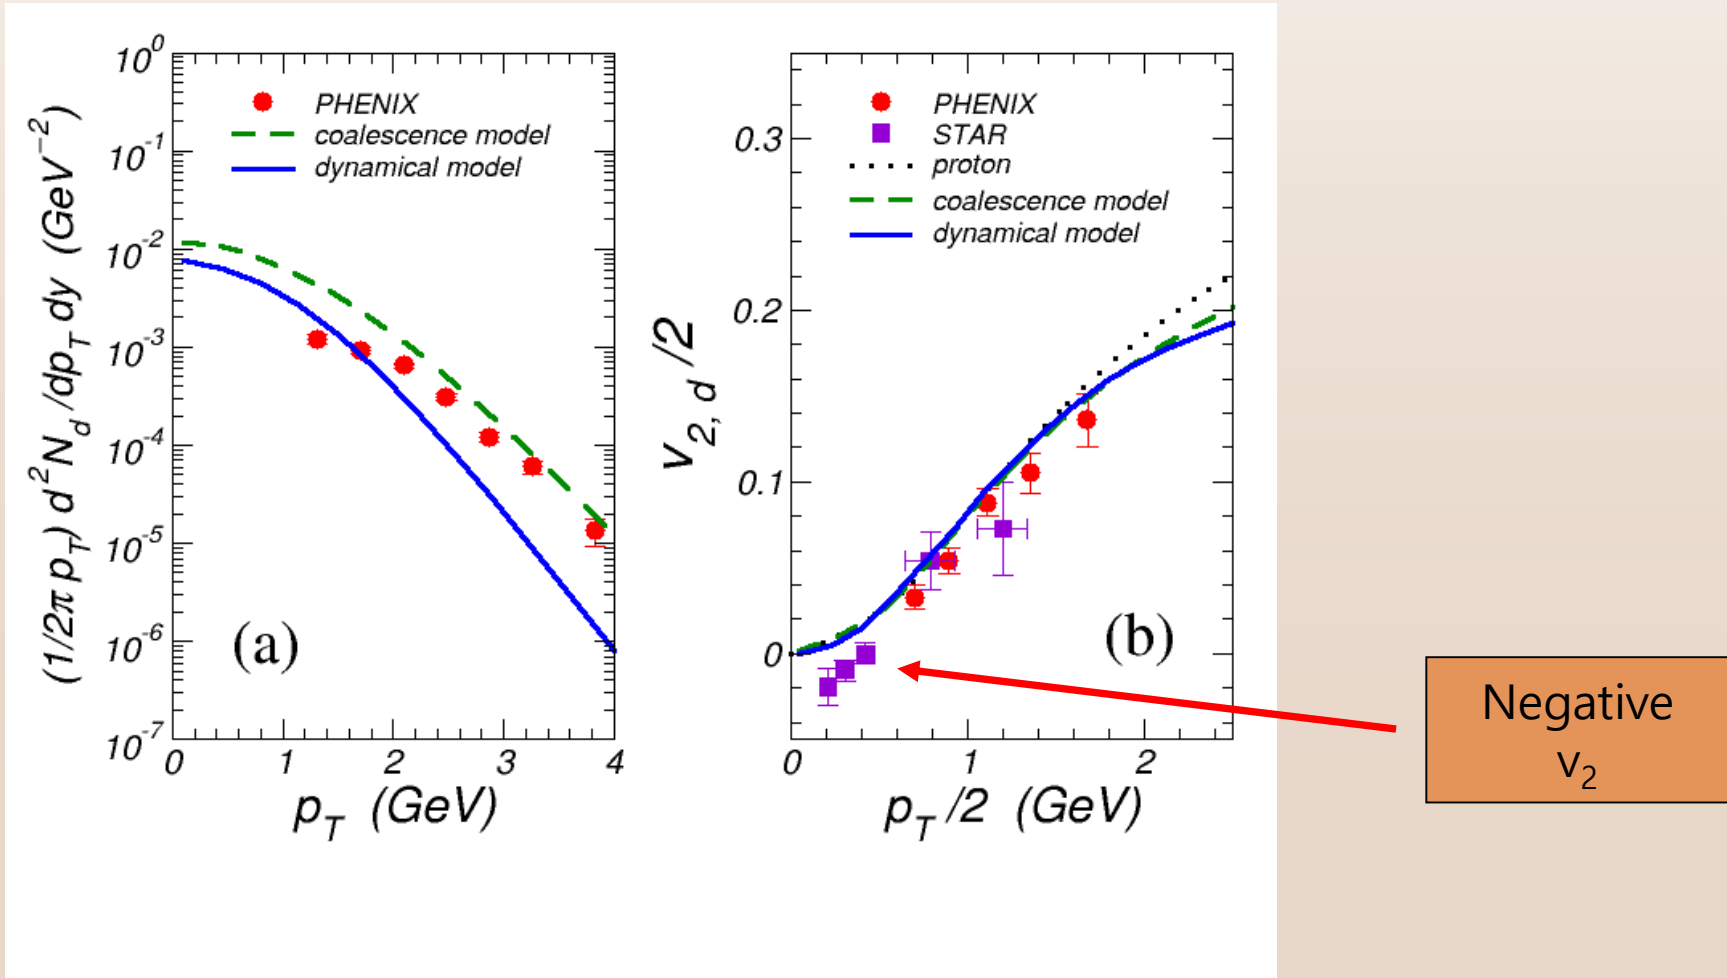 10^0
10^-1
10^-2
10^-3
10^-4
10^-5
10^-6
10^-7
(1/2π p_T) d^2 N_d /dp_T dy (GeV^-2)
PHENIX
coalescence model
dynamical model
(a)
0 1 2 3 4
p_T (GeV)
0.3
0.2
0.1
0
v_2, d /2
PHENIX
STAR
proton
coalescence model
dynamical model
(b)
0 1 2
p_T /2 (GeV)
Negative
v_2